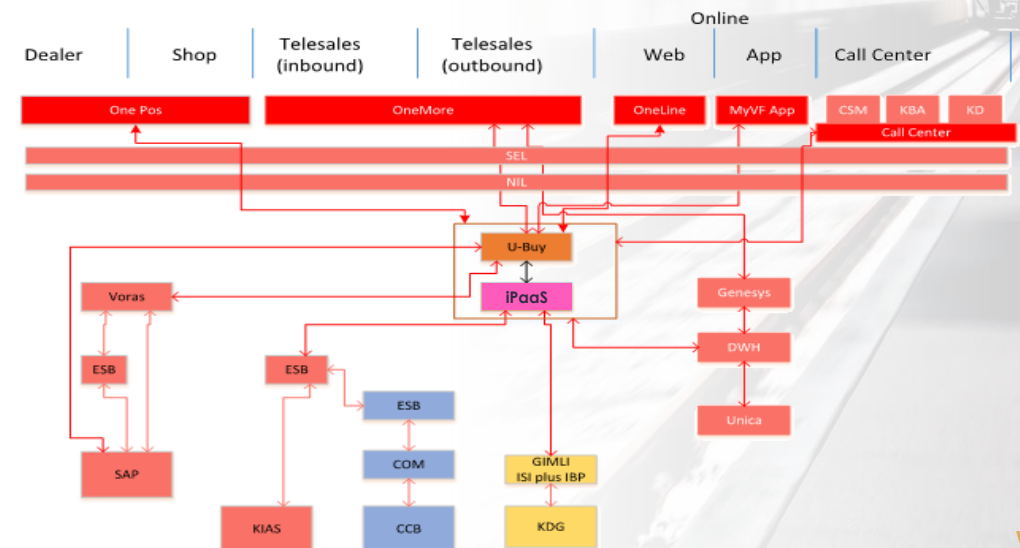 Online
Dealer
Shop
Telesales
(inbound)
Telesales
(outbound)
Web
App
Call Center
One Pos
OneMore
OneLine
MyVF App
CSM
KBA
KD
Call Center
SEL
NIL
U-Buy
iPaaS
Voras
Genesys
ESB
ESB
DWH
ESB
Unica
SAP
COM
GIMLI
ISI plus IBP
KIAS
CCB
KDG